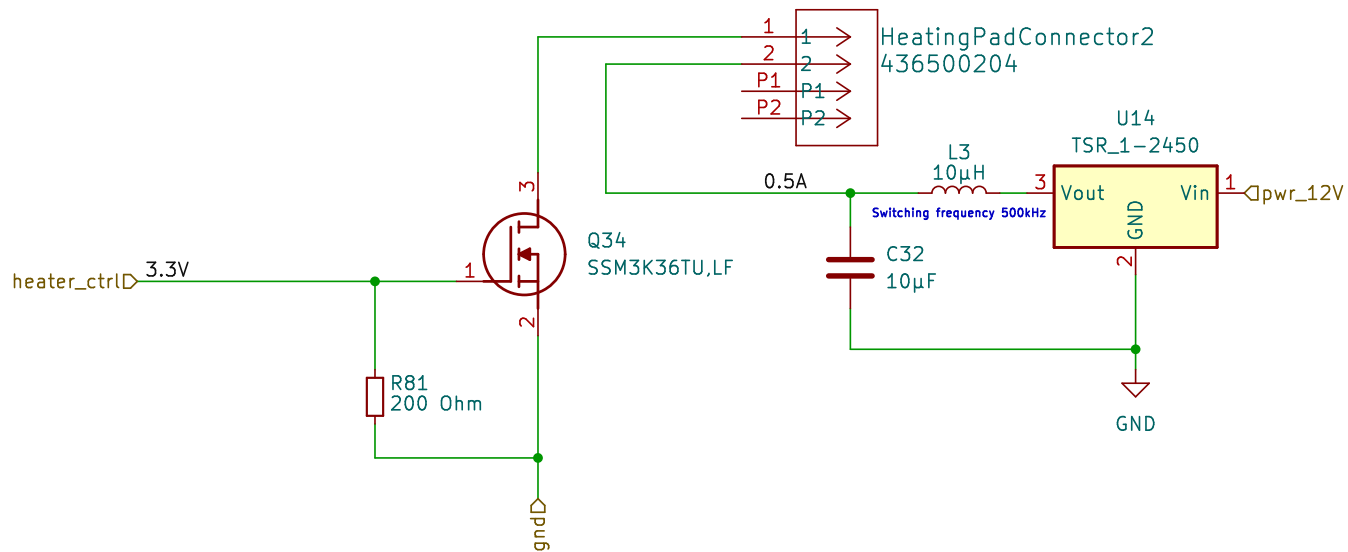 1
1
HeatingPadConnector2
2
2
436500204
P1
P1
P2
P2
U14
TSR_1-2450
L3
10µH
0.5A
3
Vout
Vin
1
pwr_12V
Switching frequency 500kHz
GND
2
3
Q34
SSM3K36TU,LF
C32
10µF
heater_ctrl
3.3V
1
2
R81
200 Ohm
GND
gnd